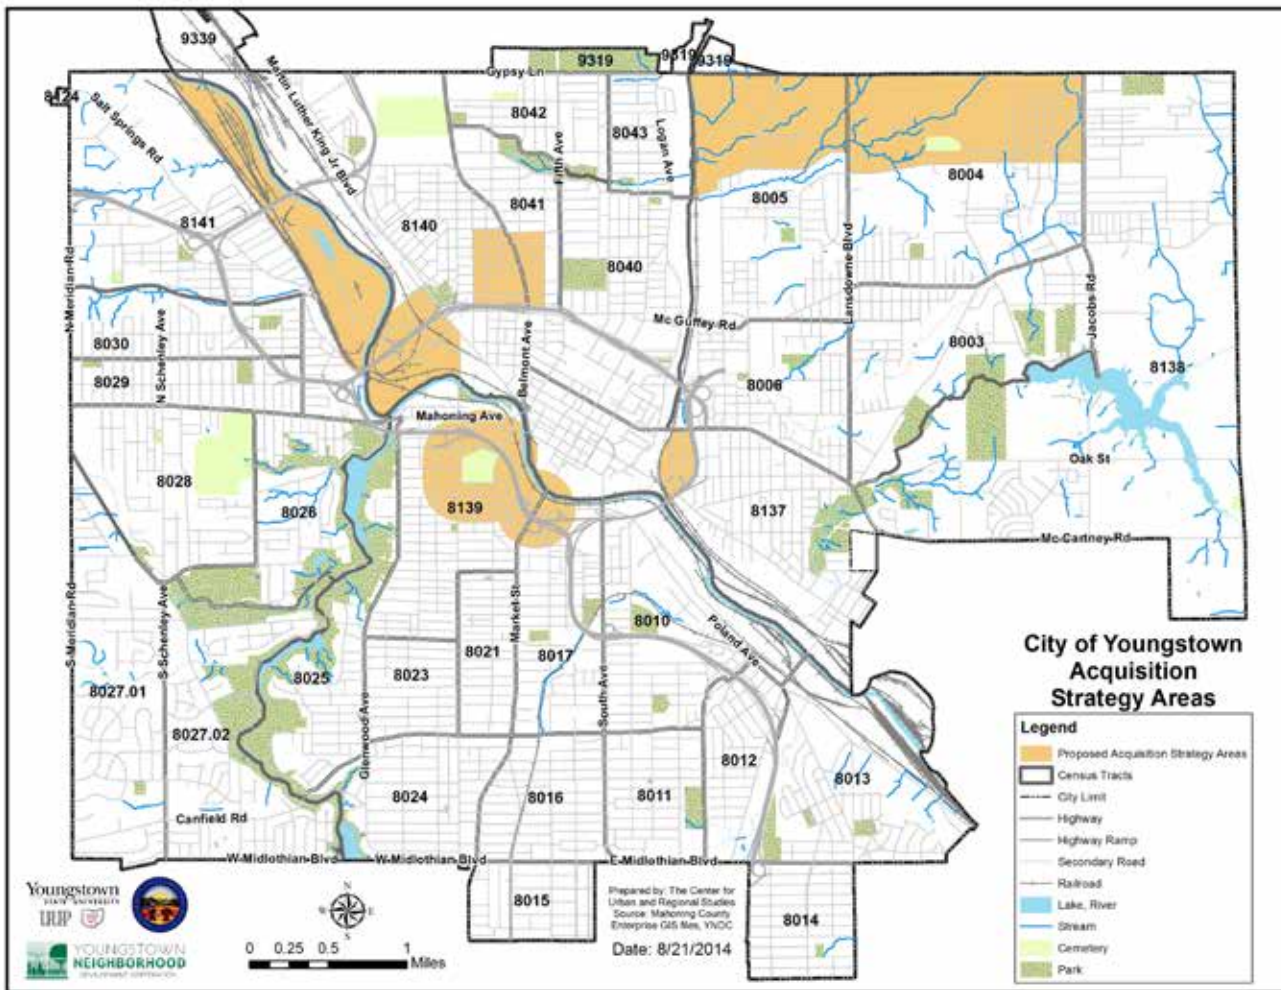 9339
9319
9319
9319
Gypsy Ln
8124
Salt Springs Rd
Martin Luther King Jr Blvd
8042
8043
Logan Ave
Fifth Ave
8004
8005
8141
8140
8041
8040
N Meridian Rd
Lansdowne Blvd
Jacobs Rd
8030
N Schenley Ave
Mc Guffey Rd
8003
8138
8029
Belmont Ave
8006
Mahoning Ave
Oak St
8028
8026
8139
8137
Mc Cartney Rd
S Meridian Rd
S Schenley Ave
Market St
8010
Poland Ave
8021
8017
8023
8025
8027.01
8027.02
Glenwood Ave
South Ave
8012
8013
8024
8016
8011
Canfield Rd
W Midlothian Blvd
W Midlothian Blvd
E Midlothian Blvd
8015
8014
City of Youngstown
Acquisition
Strategy Areas
Legend
Proposed Acquisition Strategy Areas
Census Tracts
City Limit
Highway
Highway Ramp
Secondary Road
Railroad
Lake, River
Stream
Cemetery
Park
Youngstown
STATE UNIVERSITY
YOUNGSTOWN
NEIGHBORHOOD
DEVELOPMENT CORPORATION
N
W
E
S
0 0.25 0.5 1
Miles
Prepared by: The Center for
Urban and Regional Studies
Source: Mahoning County
Enterprise GIS files, YNDC
Date: 8/21/2014